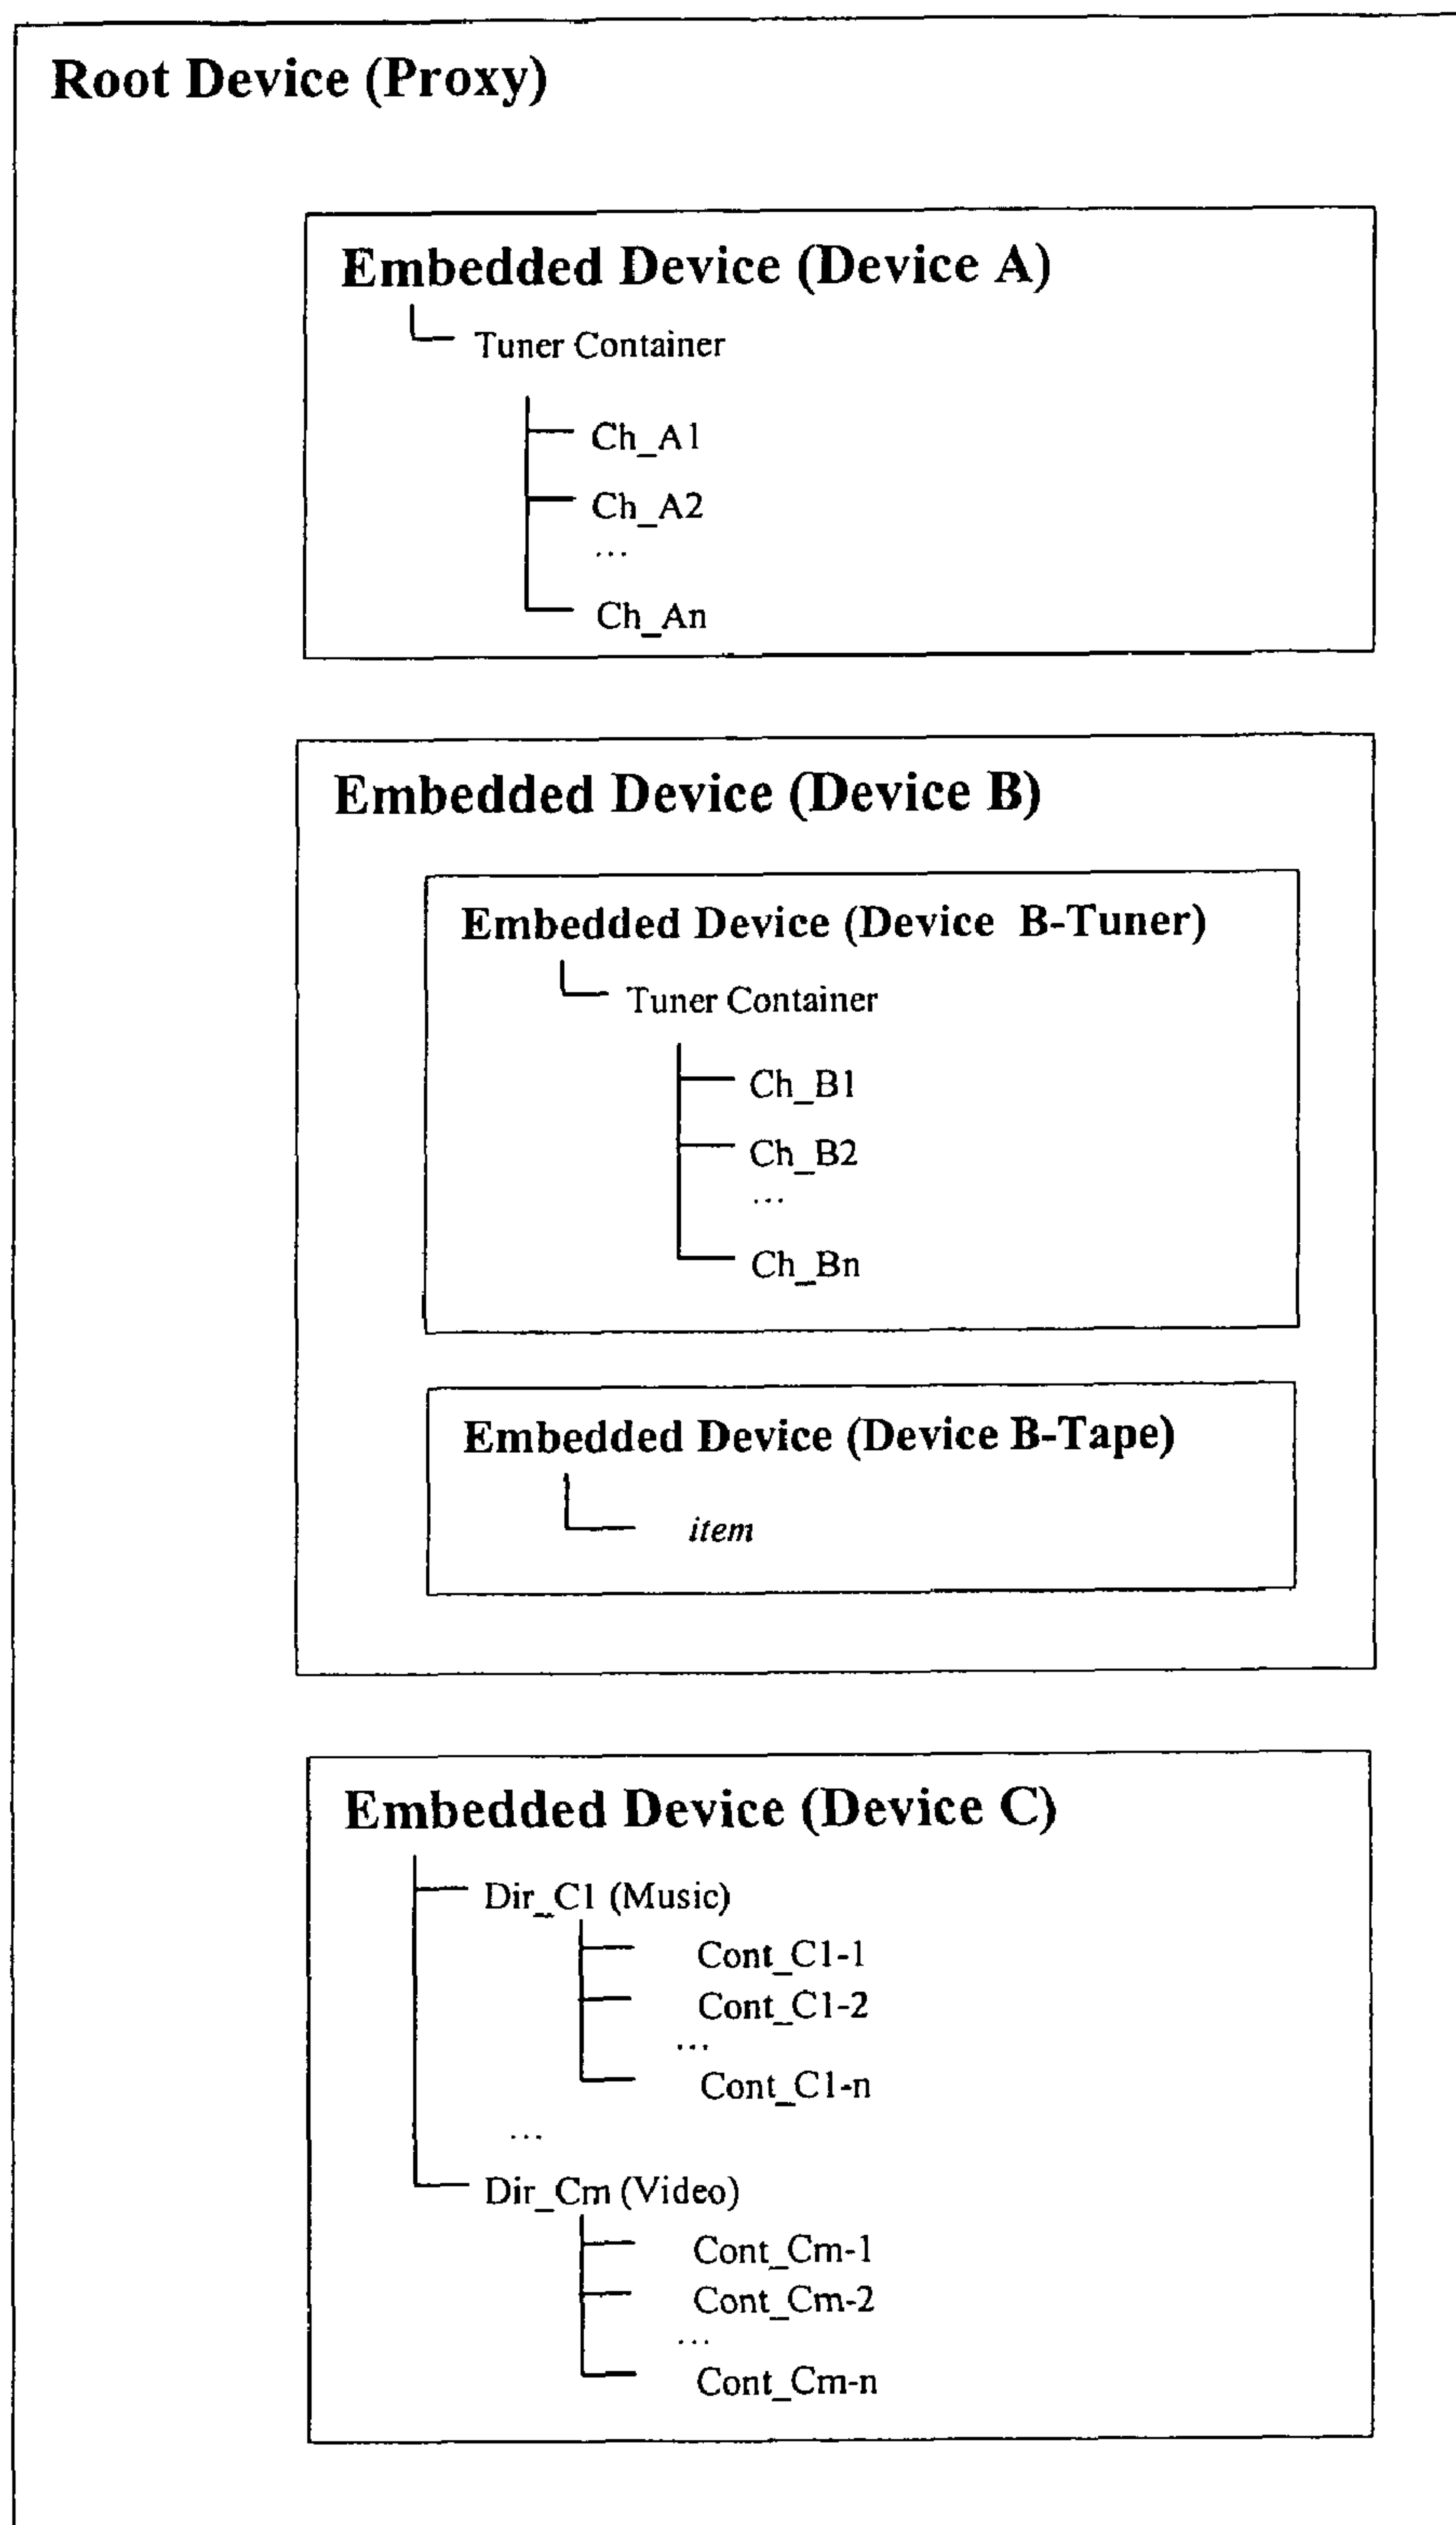 Root Device (Proxy)
Embedded Device (Device A)
Tuner Container
Ch_A1
Ch_A2
...
Ch_An
Embedded Device (Device B)
Embedded Device (Device B-Tuner)
Tuner Container
Ch_B1
Ch_B2
...
Ch_Bn
Embedded Device (Device B-Tape)
item
Embedded Device (Device C)
Dir_C1 (Music)
Cont_C1-1
Cont_C1-2
...
Cont_C1-n
...
Dir_Cm (Video)
Cont_Cm-1
Cont_Cm-2
...
Cont_Cm-n